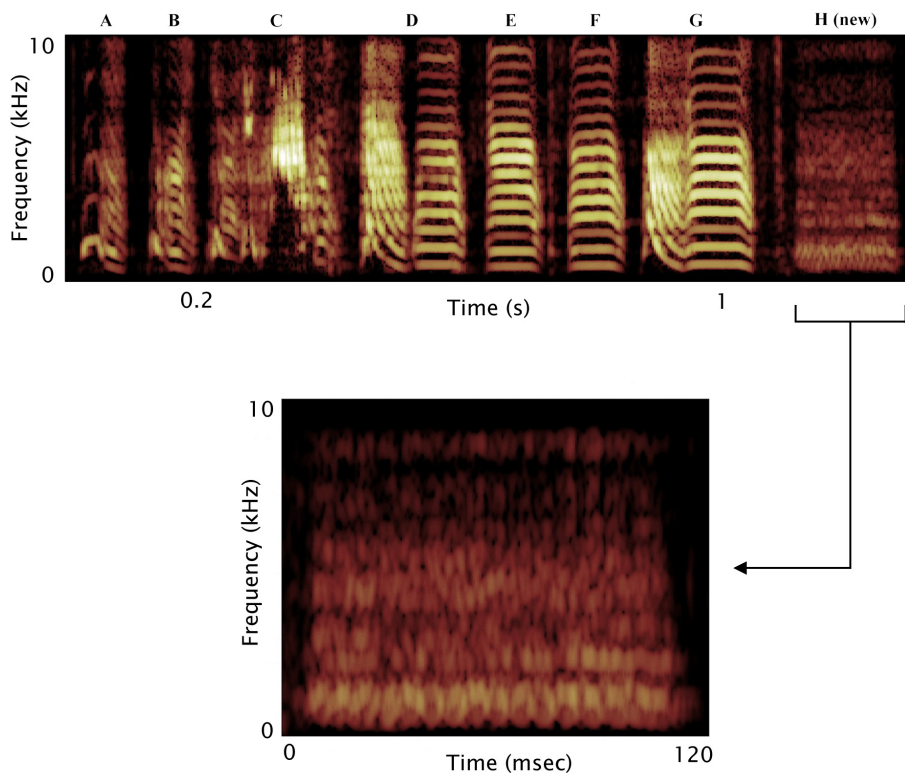 A B C D E F G H (new)
10
Frequency (kHz)
0
0.2 Time (s) 1
10
Frequency (kHz)
0
0 120
Time (msec)